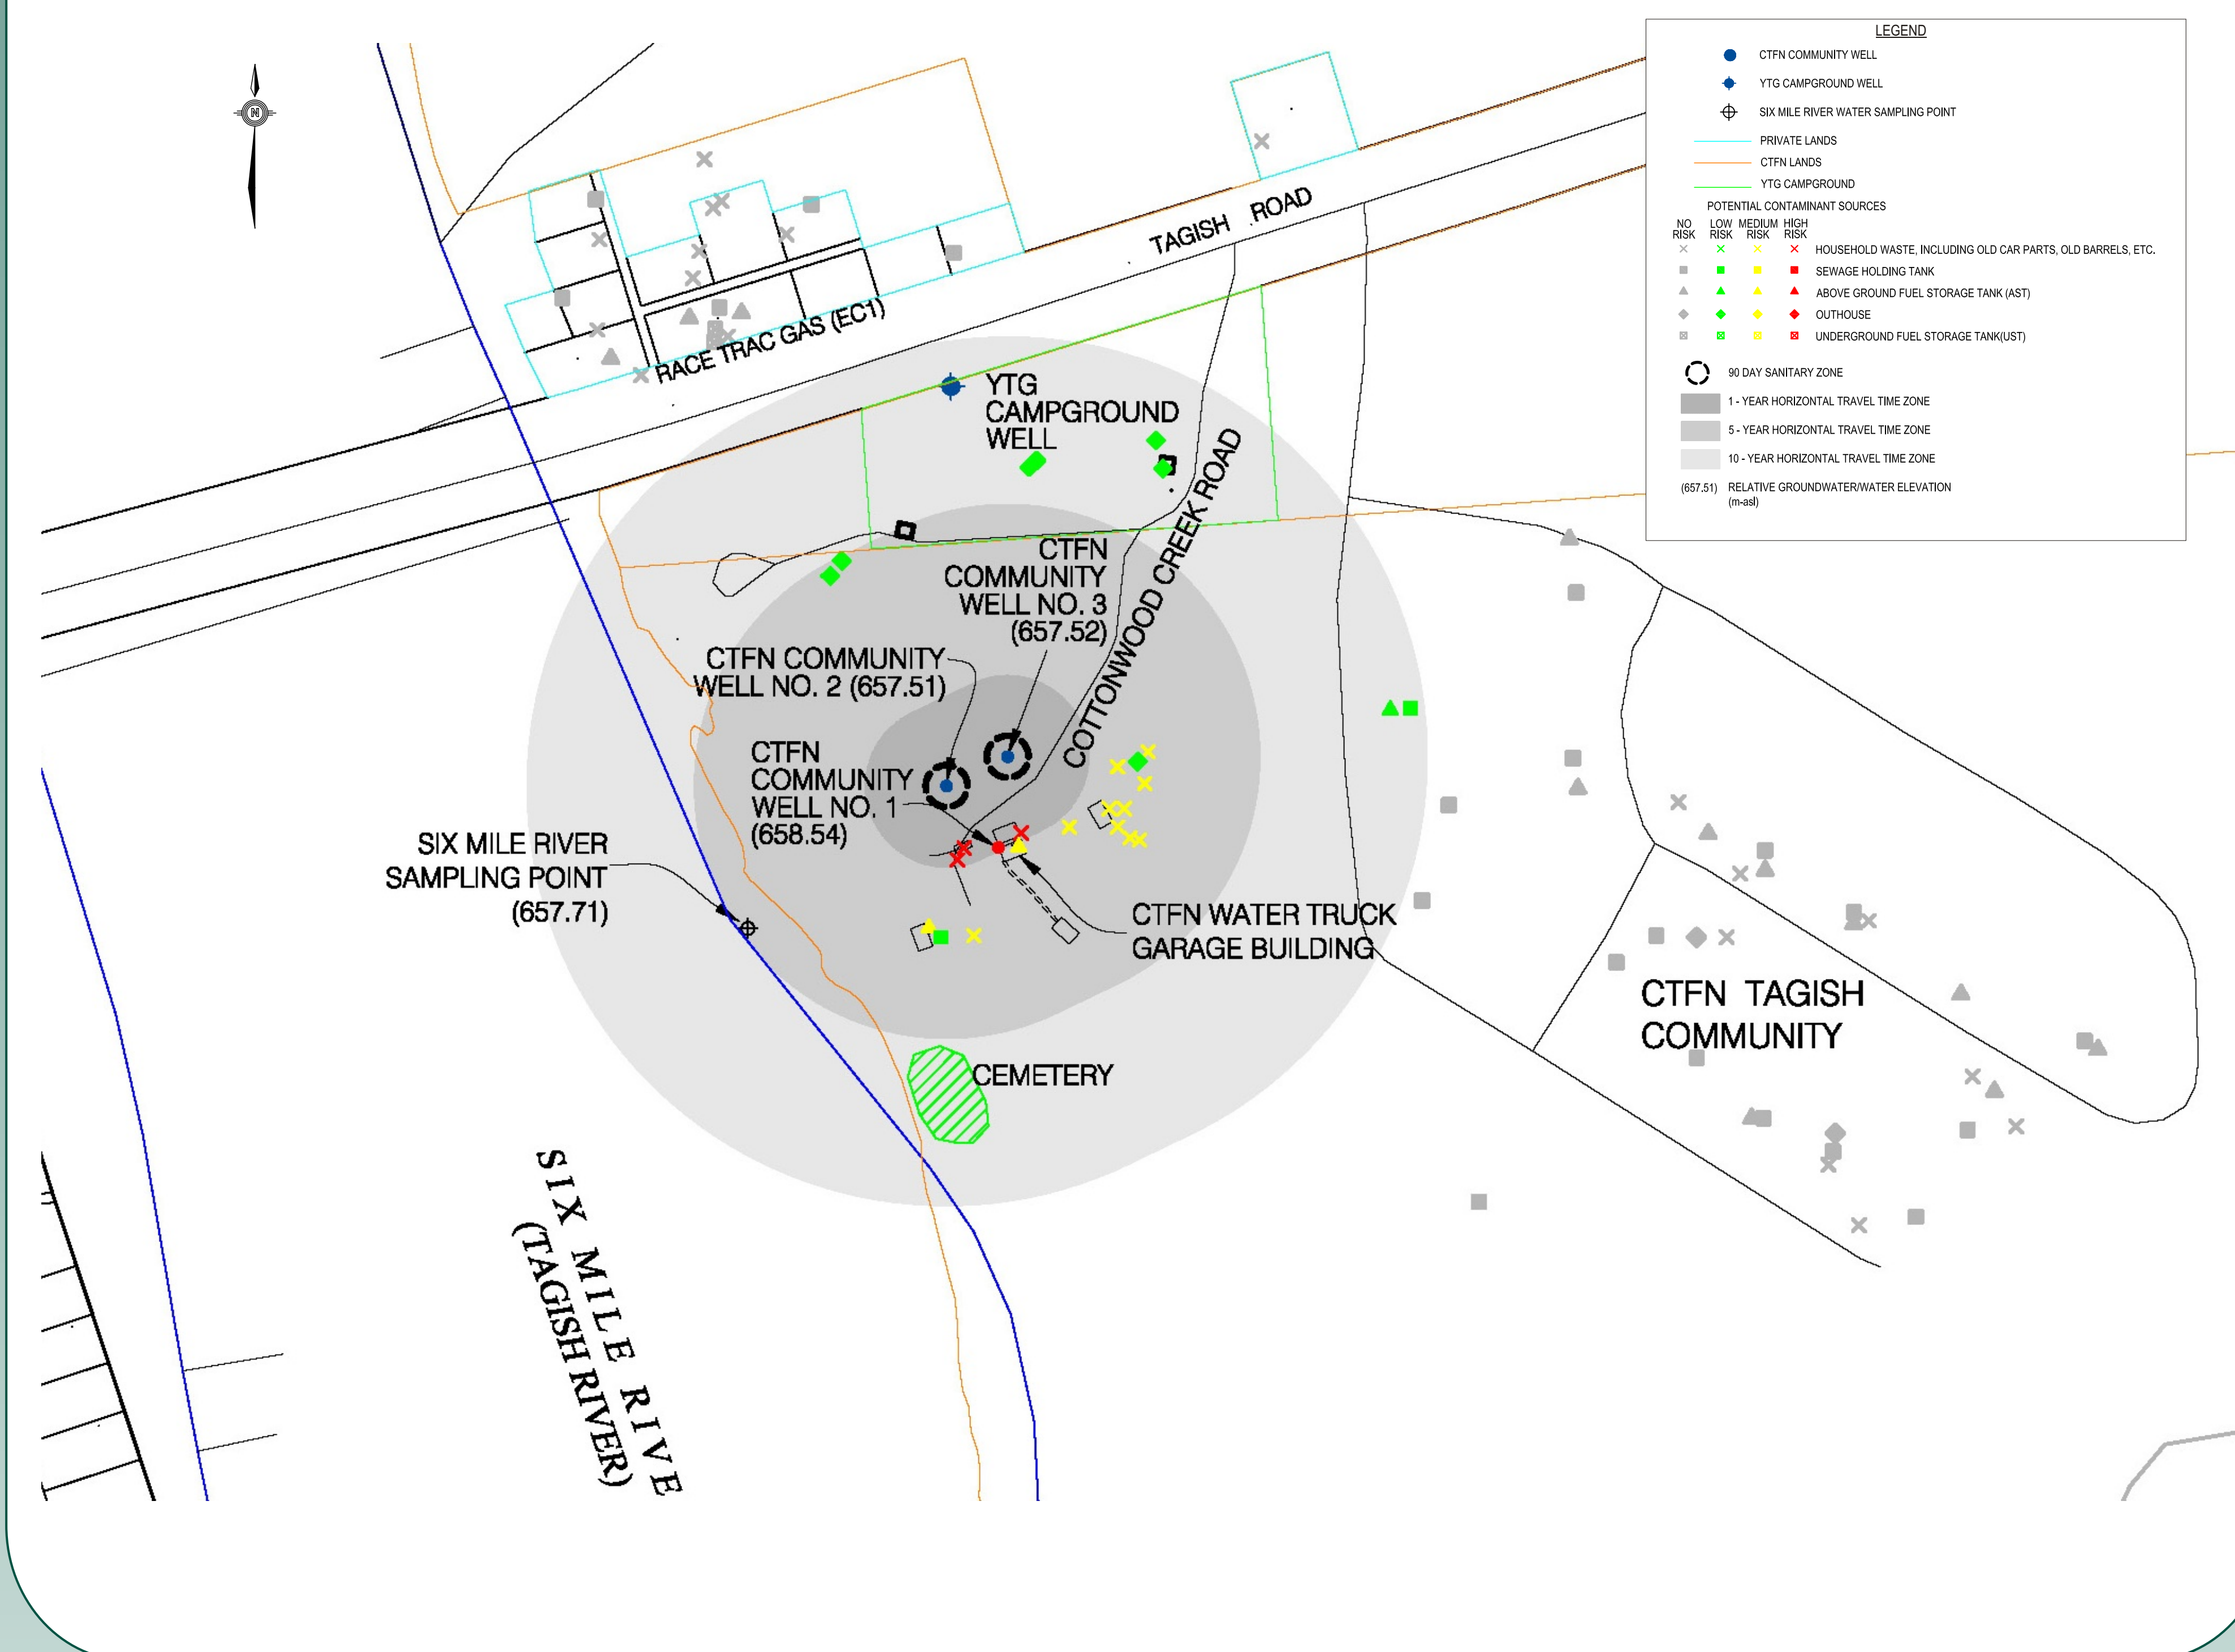 LEGEND
CTFN COMMUNITY WELL
YTG CAMPGROUND WELL
SIX MILE RIVER WATER SAMPLING POINT
PRIVATE LANDS
CTFN LANDS
YTG CAMPGROUND
POTENTIAL CONTAMINANT SOURCES
NO RISK
LOW RISK
MEDIUM RISK
HIGH RISK
HOUSEHOLD WASTE, INCLUDING OLD CAR PARTS, OLD BARRELS, ETC.
SEWAGE HOLDING TANK
ABOVE GROUND FUEL STORAGE TANK (AST)
OUTHOUSE
UNDERGROUND FUEL STORAGE TANK(UST)
90 DAY SANITARY ZONE
1 - YEAR HORIZONTAL TRAVEL TIME ZONE
5 - YEAR HORIZONTAL TRAVEL TIME ZONE
10 - YEAR HORIZONTAL TRAVEL TIME ZONE
(657.51) RELATIVE GROUNDWATER/WATER ELEVATION
(m-asl)
N
TAGISH ROAD
RACE TRAC GAS (EC1)
YTG
CAMPGROUND
WELL
COTTONWOOD CREEK ROAD
CTFN
COMMUNITY
WELL NO. 3
(657.52)
CTFN COMMUNITY
WELL NO. 2 (657.51)
CTFN
COMMUNITY
WELL NO. 1
(658.54)
SIX MILE RIVER
SAMPLING POINT
(657.71)
CTFN WATER TRUCK
GARAGE BUILDING
CTFN TAGISH
COMMUNITY
CEMETERY
SIX MILE RIVE
(TAGISH RIVER)